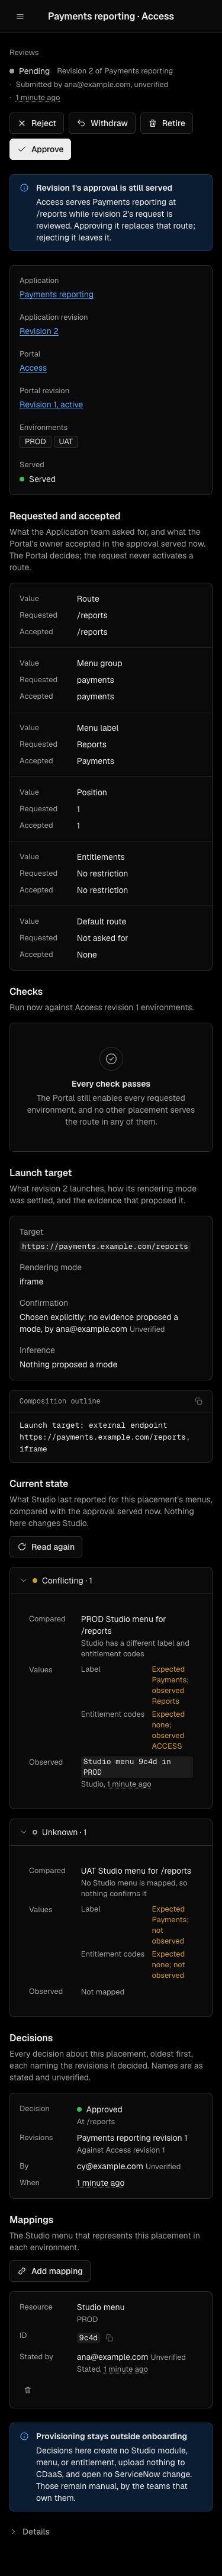 Payments reporting · Access
Reviews
Pending Revision 2 of Payments reporting
· Submitted by ana@example.com, unverified
· 1 minute ago
Reject Withdraw Retire
Approve
Revision 1's approval is still served
Access serves Payments reporting at
/reports while revision 2's request is
reviewed. Approving it replaces that route;
rejecting it leaves it.
Application
Payments reporting
Application revision
Revision 2
Portal
Access
Portal revision
Revision 1, active
Environments
PROD UAT
Served
Served
Requested and accepted
What the Application team asked for, and what the
Portal's owner accepted in the approval served now.
The Portal decides; the request never activates a
route.
Value Route
Requested /reports
Accepted /reports
Value Menu group
Requested payments
Accepted payments
Value Menu label
Requested Reports
Accepted Payments
Value Position
Requested 1
Accepted 1
Value Entitlements
Requested No restriction
Accepted No restriction
Value Default route
Requested Not asked for
Accepted None
Checks
Run now against Access revision 1 environments.
Every check passes
The Portal still enables every requested
environment, and no other placement serves
the route in any of them.
Launch target
What revision 2 launches, how its rendering mode
was settled, and the evidence that proposed it.
Target
https://payments.example.com/reports
Rendering mode
iframe
Confirmation
Chosen explicitly; no evidence proposed a
mode, by ana@example.com Unverified
Inference
Nothing proposed a mode
Composition outline
Launch target: external endpoint
https://payments.example.com/reports,
iframe
Current state
What Studio last reported for this placement's menus,
compared with the approval served now. Nothing
here changes Studio.
Read again
Conflicting · 1
Compared PROD Studio menu for
/reports
Studio has a different label and
entitlement codes
Values Label Expected
Payments;
observed
Reports
Entitlement codes Expected
none;
observed
ACCESS
Observed Studio menu 9c4d in
PROD
Studio, 1 minute ago
Unknown · 1
Compared UAT Studio menu for /reports
No Studio menu is mapped, so
nothing confirms it
Values Label Expected
Payments;
not
observed
Entitlement codes Expected
none; not
observed
Observed Not mapped
Decisions
Every decision about this placement, oldest first,
each naming the revisions it decided. Names are as
stated and unverified.
Decision Approved
At /reports
Revisions Payments reporting revision 1
Against Access revision 1
By cy@example.com Unverified
When 1 minute ago
Mappings
The Studio menu that represents this placement in
each environment.
Add mapping
Resource Studio menu
PROD
ID 9c4d
Stated by ana@example.com Unverified
Stated, 1 minute ago
Provisioning stays outside onboarding
Decisions here create no Studio module,
menu, or entitlement, upload nothing to
CDaaS, and open no ServiceNow change.
Those remain manual, by the teams that
own them.
Details